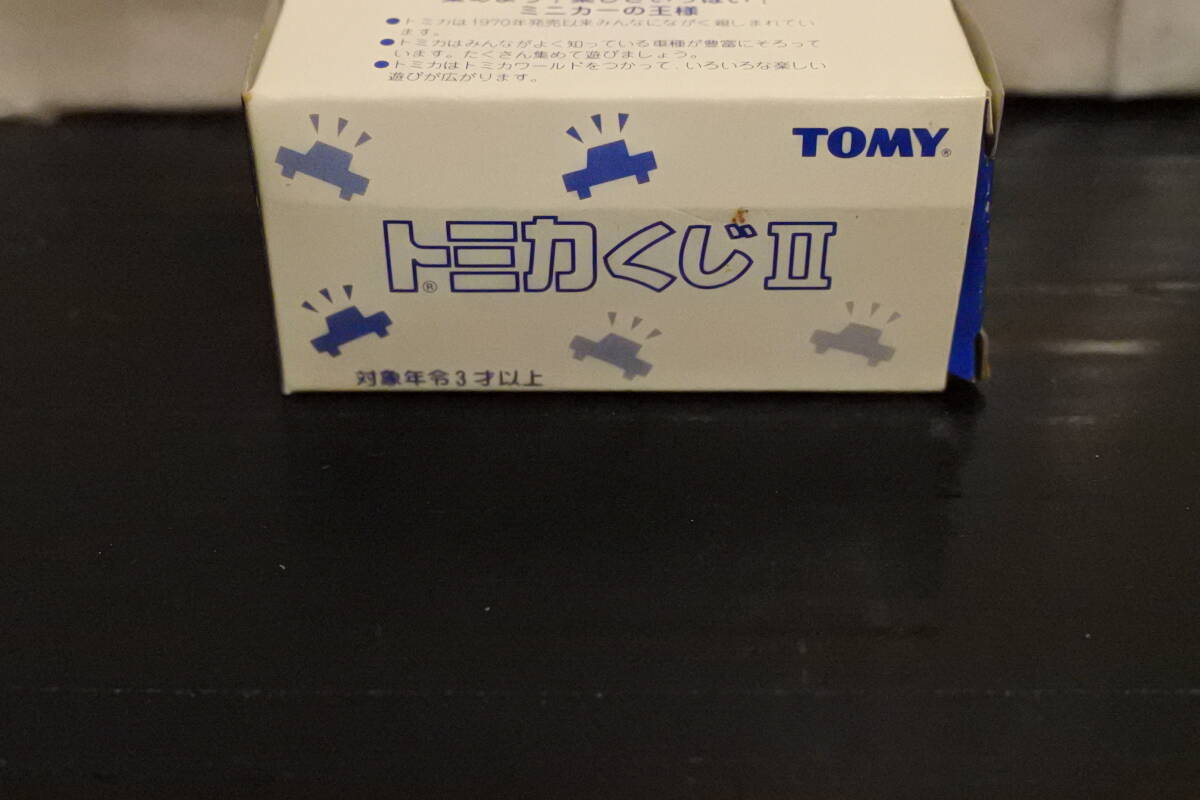 ミニカーの王様
●トミカは1970年発売以来みんなにながく親しまれてい
ます。
●トミカはみんながよく知っている車種が豊富にそろって
います。たくさん集めて遊びましょう。
●トミカはトミカワールドをつかって、いろいろな楽しい
遊びが広がります。
TOMY®
トミカ®くじII
対象年令3才以上